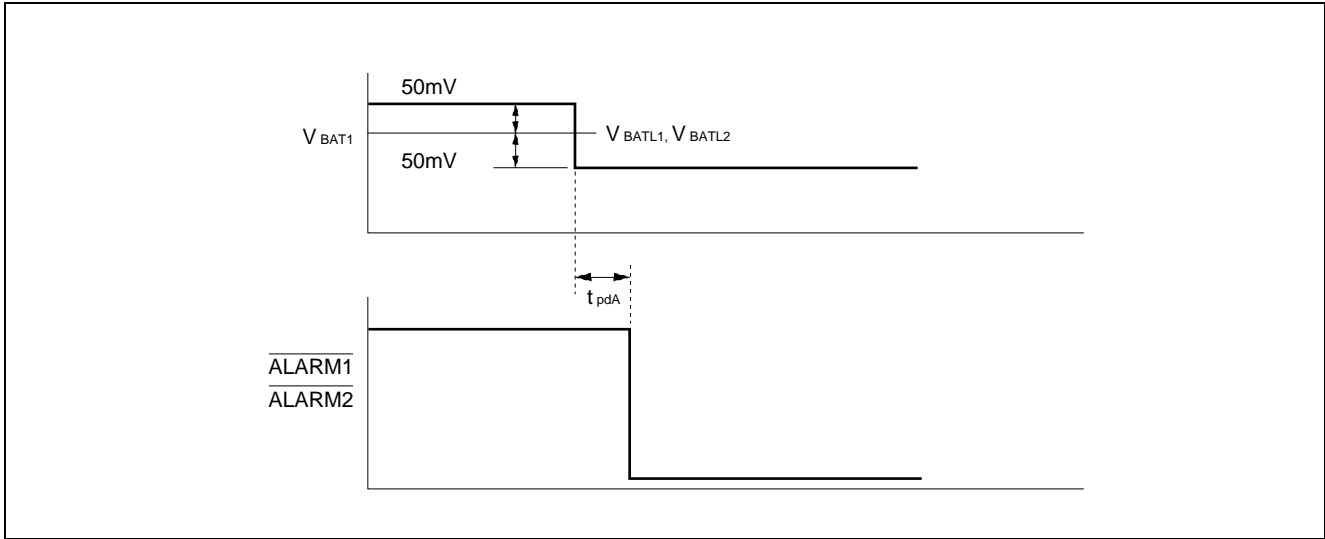 50mV
V BAT1
V BATL1, V BATL2
50mV
t pdA
ALARM1
ALARM2